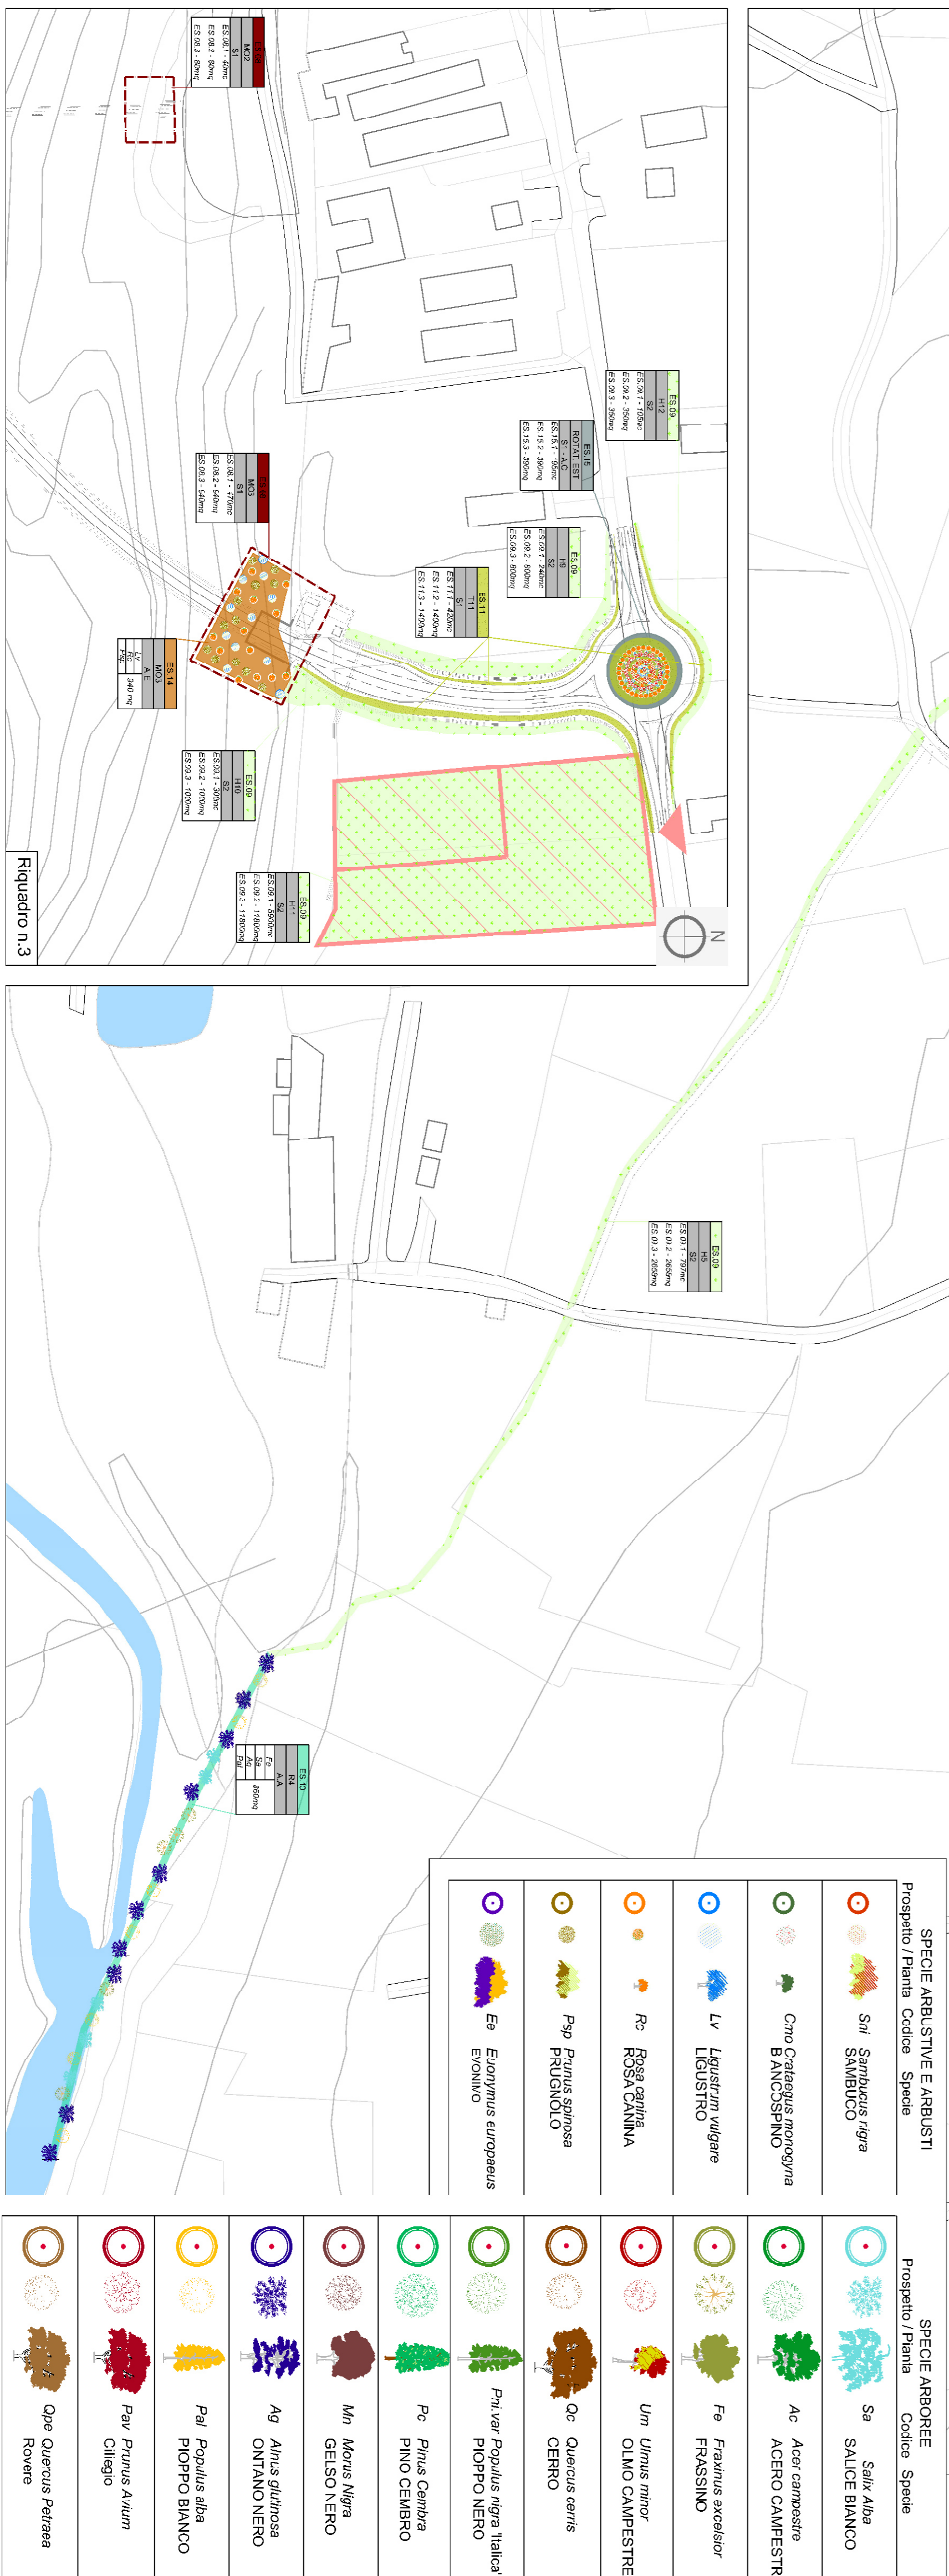 ES.08
MO2
S1
ES.08.1 - 40mc
ES.08.2 - 80mq
ES.08.3 - 80mq
ES.09
H12
S2
ES.09.1 - 105mc
ES.09.2 - 350mq
ES.09.3 - 350mq
ES.15
ROTAT. EST
S1 - A.C
ES.15.2 - 390mq
ES.15.3 - 390mq
ES.09
H9
S2
ES.09.1 - 240mc
ES.09.2 - 800mq
ES.09.3 - 800mq
ES.11
T11
S1
ES.11.1 - 420mc
ES.11.2 - 1400mq
ES.11.3 - 1400mq
MO3
S1
ES.08.1 - 470mc
ES.08.2 - 940mq
ES.08.3 - 940mq
ES.14
MO3
A.E
Lv
Rc
Psp
940 mq
ES.09
H10
S2
ES.09.1 - 300mc
ES.09.2 - 1000mq
ES.09.3 - 1000mq
ES.09
H11
S2
ES.09.1 - 5900mc
ES.09.2 - 11800mq
ES.09.3 - 11800mq
N
Riquadro n.3
ES.09
H5
S2
ES.09.1 - 797mc
ES.09.2 - 2658mq
ES.09.3 - 2658mq
R4
A.A
Fe
Sa
Ag
Pal
860mq
SPECIE ARBUSTIVE E ARBUSTI
Prospetto / Pianta Codice Specie
Sni Sambucus nigra
SAMBUCO
Cmo Crataegus monogyna
BIANCOSPINO
Lv Ligustrum vulgare
LIGUSTRO
Rc Rosa canina
ROSA CANINA
Psp Prunus spinosa
PRUGNOLO
Ee Euonymus europaeus
EVONIMO
SPECIE ARBOREE
Prospetto / Pianta Codice Specie
Sa Salix Alba
SALICE BIANCO
Ac Acer campestre
ACERO CAMPESTR
Fe Fraxinus excelsior
FRASSINO
Um Ulmus minor
OLMO CAMPESTRE
Qc Quercus cerris
CERRO
Pni.var Populus nigra 'Italica'
PIOPPO NERO
Pc Pinus Cembra
PINO CEMBRO
Mn Morus Nigra
GELSO NERO
Ag Alnus glutinosa
ONTANO NERO
Pal Populus alba
PIOPPO BIANCO
Pav Prunus Avium
Ciliegio
Qpe Quercus Petraea
Rovere